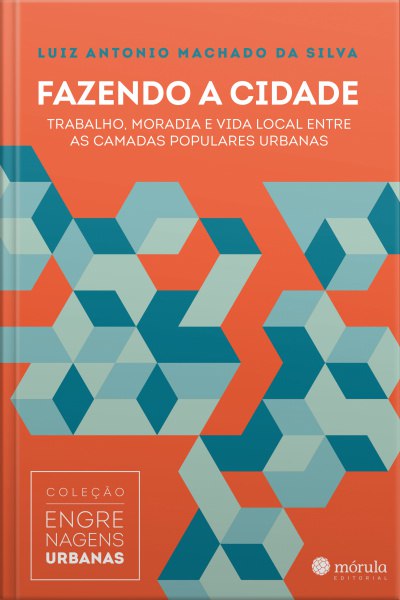 LUIZ ANTONIO MACHADO DA SILVA
FAZENDO A CIDADE
TRABALHO, MORADIA E VIDA LOCAL ENTRE
AS CAMADAS POPULARES URBANAS
COLEÇÃO
ENGRE
NAGENS
URBANAS
mórula
EDITORIAL